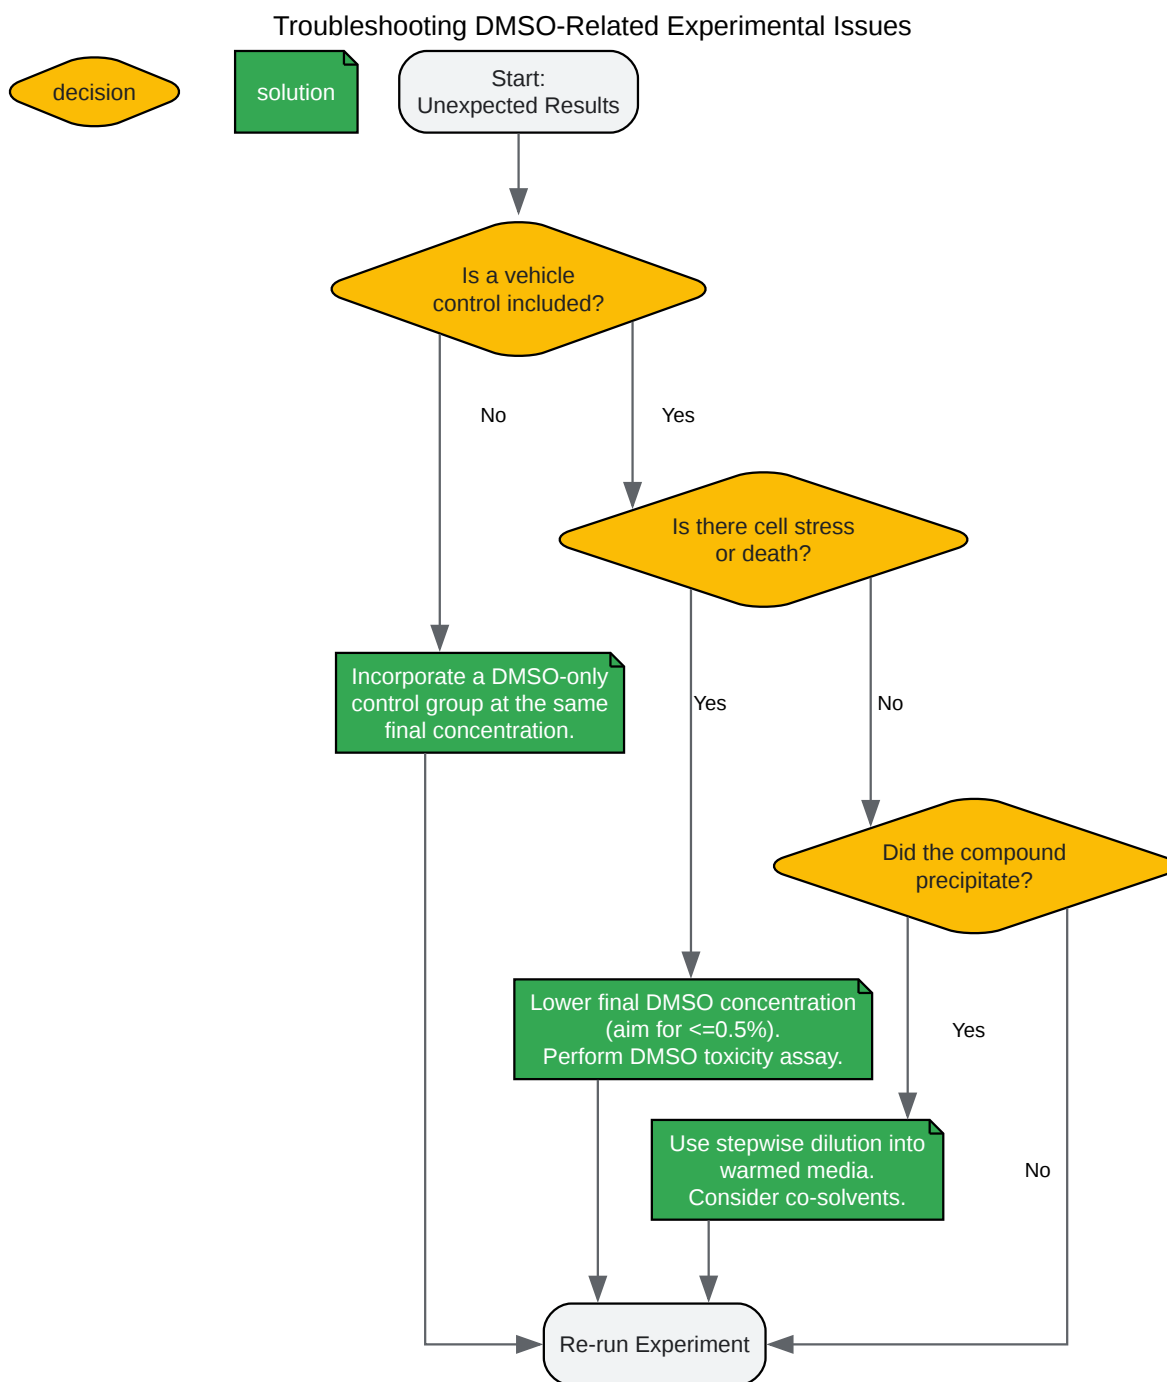 Troubleshooting DMSO-Related Experimental Issues
decision
solution
Start:
Unexpected Results
Is a vehicle
control included?
No
Yes
Is there cell stress
or death?
Incorporate a DMSO-only
control group at the same
final concentration.
Yes
No
Did the compound
precipitate?
Lower final DMSO concentration
(aim for <=0.5%).
Perform DMSO toxicity assay.
Yes
Use stepwise dilution into
warmed media.
Consider co-solvents.
No
Re-run Experiment